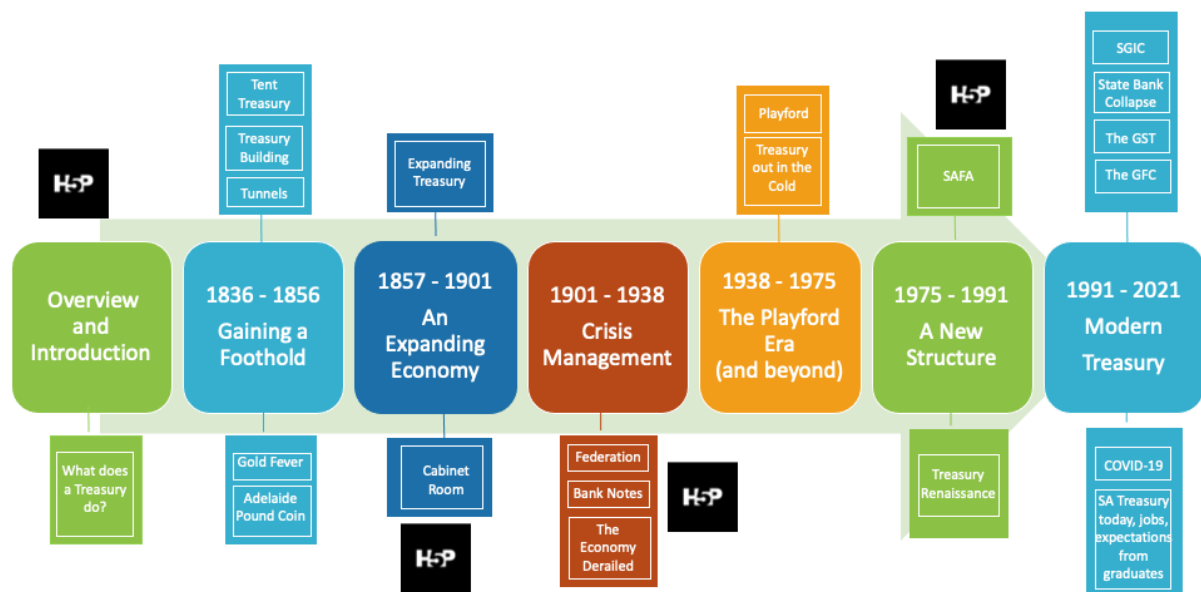 H5P
Overview
and
Introduction
What does
a Treasury
do?
Tent
Treasury
Treasury
Building
Tunnels
1836 - 1856
Gaining a
Foothold
Gold Fever
Adelaide
Pound Coin
Expanding
Treasury
1857 - 1901
An
Expanding
Economy
Cabinet
Room
H5P
1901 - 1938
Crisis
Management
Federation
Bank Notes
The
Economy
Derailed
H5P
Playford
Treasury
out in the
Cold
1938 - 1975
The Playford
Era
(and beyond)
H5P
SAFA
1975 - 1991
A New
Structure
Treasury
Renaissance
SGIC
State Bank
Collapse
The GST
The GFC
1991 - 2021
Modern
Treasury
COVID-19
SA Treasury
today, jobs,
expectations
from
graduates